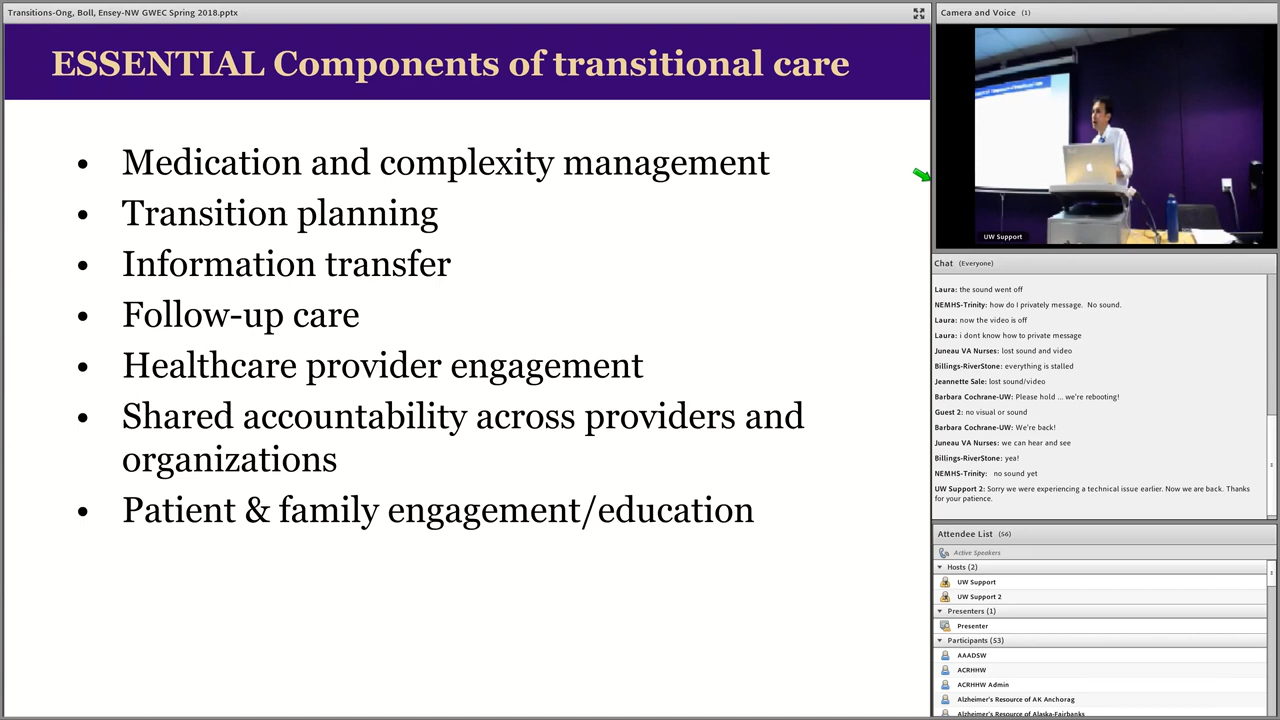 Transitions-Ong, Boll, Ensey-NW GWEC Spring 2018.pptx
ESSENTIAL Components of transitional care
• Medication and complexity management
• Transition planning
• Information transfer
• Follow-up care
• Healthcare provider engagement
• Shared accountability across providers and
organizations
• Patient & family engagement/education
Camera and Voice (1)
UW Support
Chat (Everyone)
Laura: the sound went off
NEMHS-Trinity: how do I privately message. No sound.
Laura: now the video is off
Laura: i dont know how to private message
Juneau VA Nurses: lost sound and video
Billings-RiverStone: everything is stalled
Jeannette Sale: lost sound/video
Barbara Cochrane-UW: Please hold ... we're rebooting!
Guest 2: no visual or sound
Barbara Cochrane-UW: We're back!
Juneau VA Nurses: we can hear and see
Billings-RiverStone: yea!
NEMHS-Trinity: no sound yet
UW Support 2: Sorry we were experiencing a technical issue earlier. Now we are back. Thanks
for your patience.
Attendee List (56)
Active Speakers
Hosts (2)
UW Support
UW Support 2
Presenters (1)
Presenter
Participants (53)
AAADSW
ACRHHW
ACRHHW Admin
Alzheimer's Resource of AK Anchorag
Alzheimer's Resource of Alaska-Fairbanks